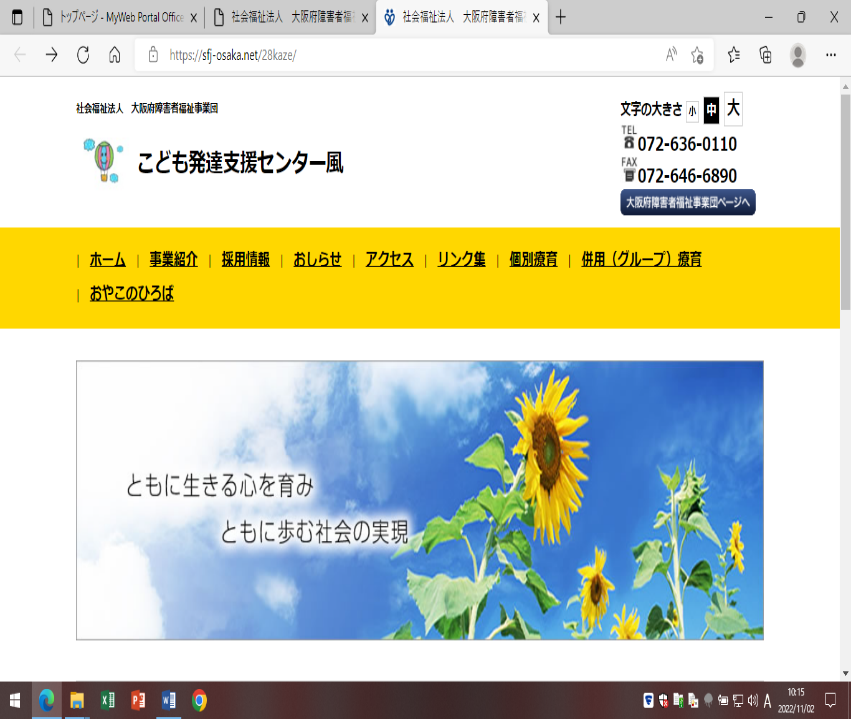 トップページ - MyWeb Portal Office
社会福祉法人　大阪府障害者福
社会福祉法人　大阪府障害者福
https://sfj-osaka.net/28kaze/
社会福祉法人　大阪府障害者福祉事業団
文字の大きさ 小 中 大
こども発達支援センター風
TEL
072-636-0110
FAX
072-646-6890
大阪府障害者福祉事業団ページへ
| ホーム | 事業紹介 | 採用情報 | おしらせ | アクセス | リンク集 | 個別療育 | 併用（グループ）療育
| おやこのひろば
ともに生きる心を育み
ともに歩む社会の実現
A
10:15
2022/11/02